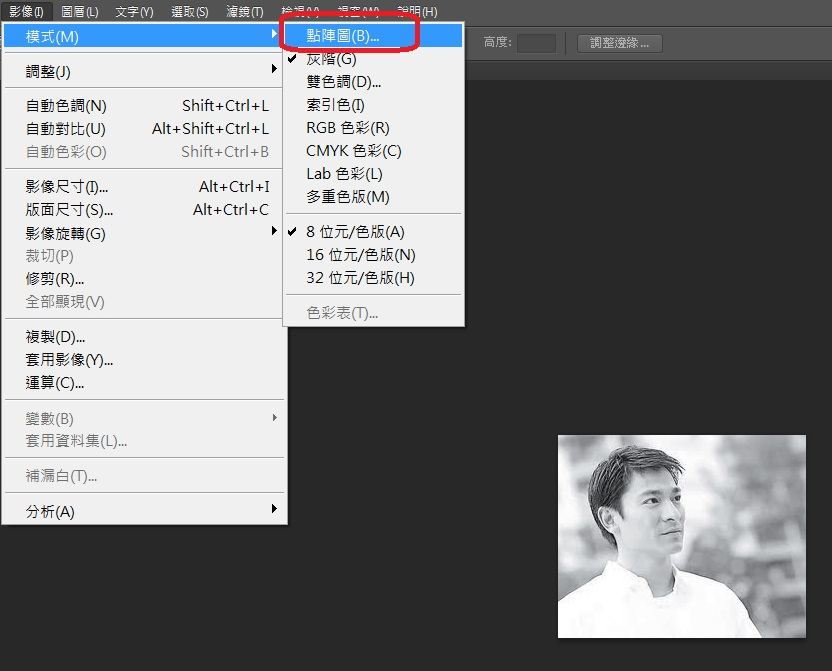 影像(I) 圖層(L) 文字(Y) 選取(S) 濾鏡(T) 檢視(V) 視窗(W) 說明(H)
高度:
調整邊緣...
模式(M)
調整(J)
自動色調(N) Shift+Ctrl+L
自動對比(U) Alt+Shift+Ctrl+L
自動色彩(O) Shift+Ctrl+B
影像尺寸(I)... Alt+Ctrl+I
版面尺寸(S)... Alt+Ctrl+C
影像旋轉(G)
裁切(P)
修剪(R)...
全部顯現(V)
複製(D)...
套用影像(Y)...
運算(C)...
變數(B)
套用資料集(L)...
補漏白(T)...
分析(A)
點陣圖(B)...
灰階(G)
雙色調(D)...
索引色(I)
RGB 色彩(R)
CMYK 色彩(C)
Lab 色彩(L)
多重色版(M)
8 位元/色版(A)
16 位元/色版(N)
32 位元/色版(H)
色彩表(T)...